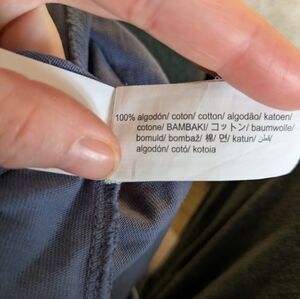 100% algodón/ coton/ cotton/ algodão/ katoen/
cotone/ BAMBAKI/ コットン/ baumwolle/
bomuld/ bombaž/ 棉/ 면/ katun/ قطن/
algodón/ cotó/ kotoia